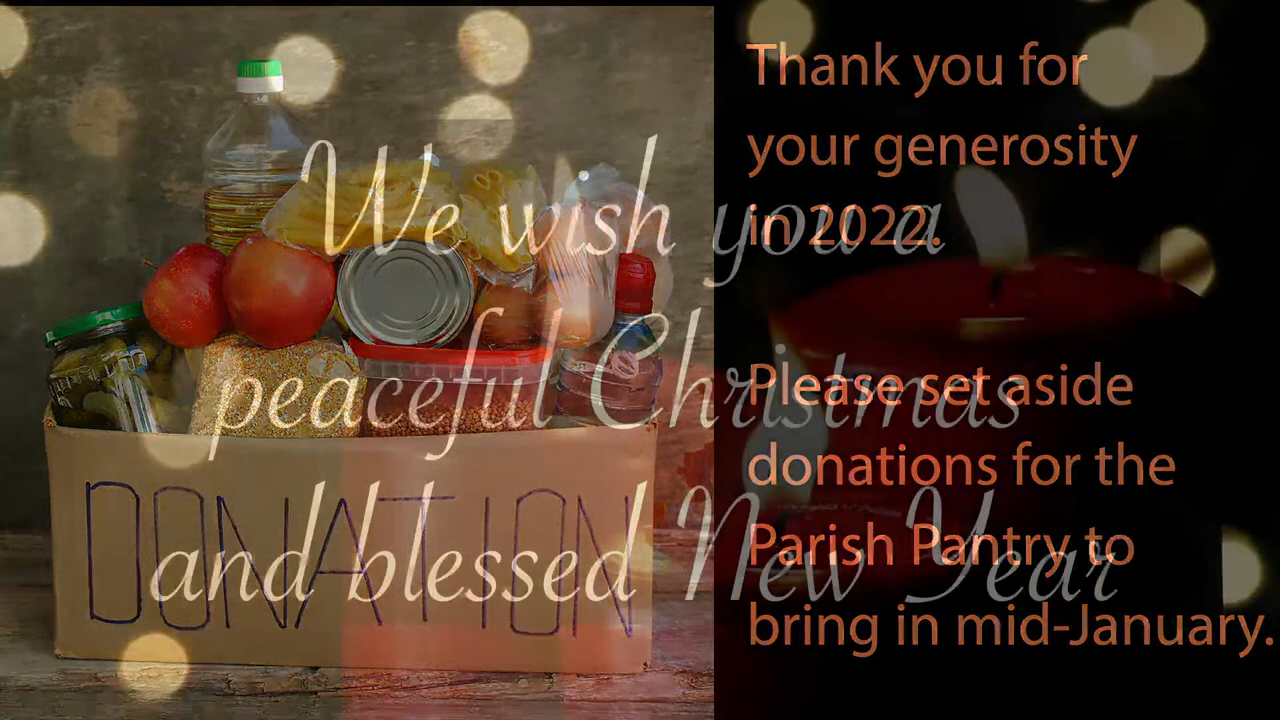 We wish you a
peaceful Christmas
and blessed New Year
Thank you for
your generosity
in 2022.
Please set aside
donations for the
Parish Pantry to
bring in mid-January.
DONATION